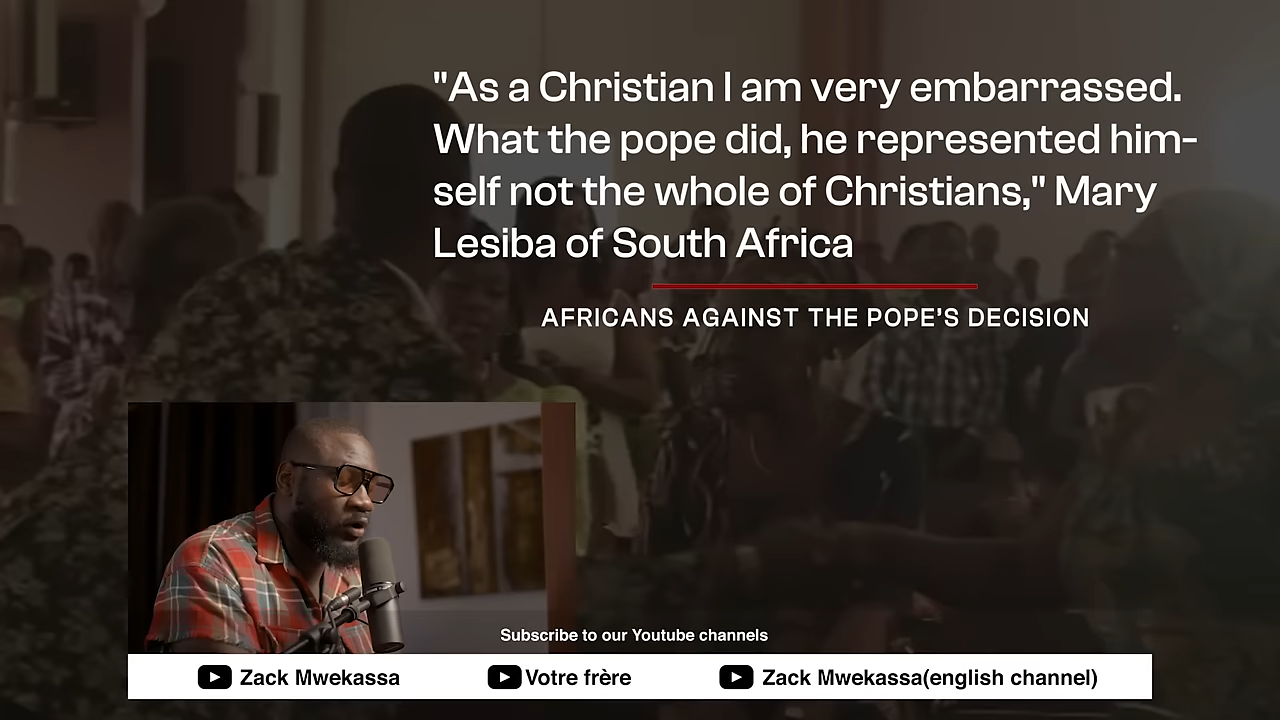 "As a Christian I am very embarrassed.
What the pope did, he represented him-
self not the whole of Christians," Mary
Lesiba of South Africa
AFRICANS AGAINST THE POPE'S DECISION
Subscribe to our Youtube channels
Zack Mwekassa
Votre frère
Zack Mwekassa(english channel)